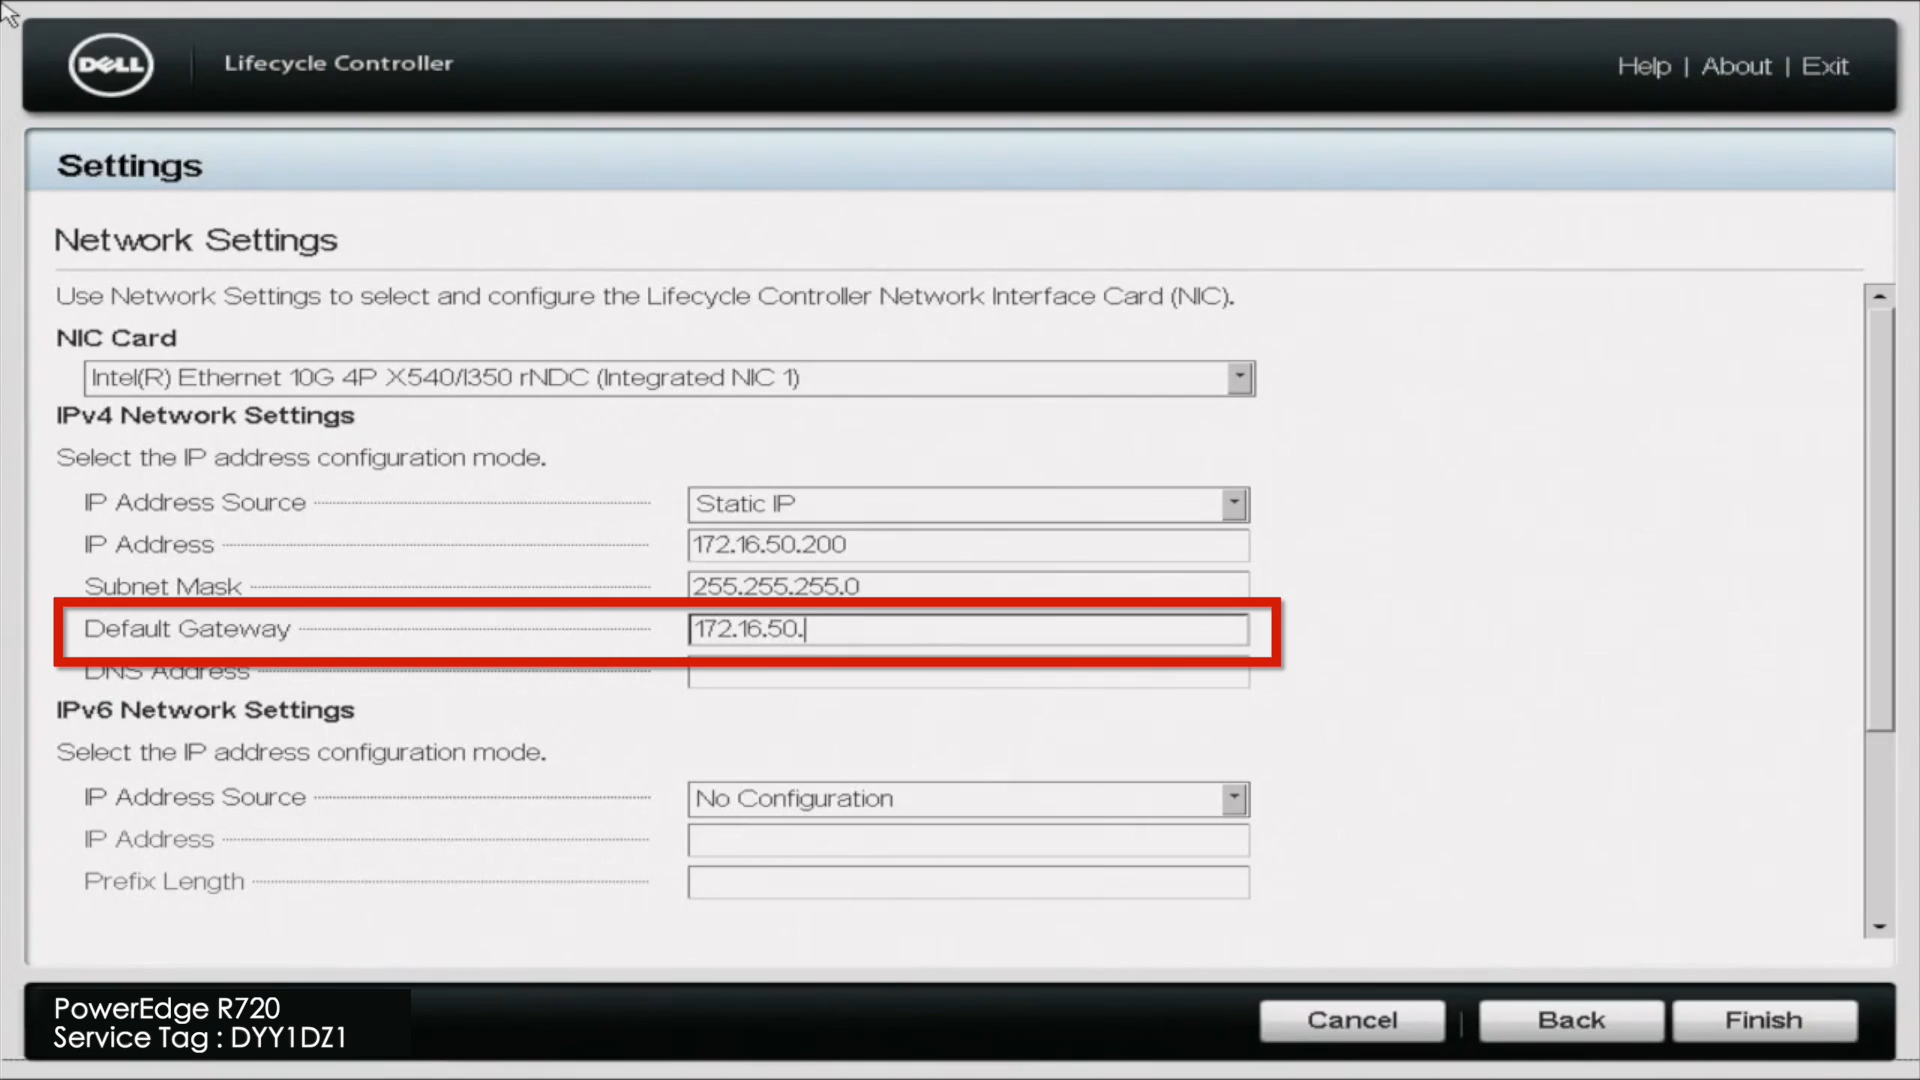 DELL
Lifecycle Controller
Help | About | Exit
Settings
Network Settings
Use Network Settings to select and configure the Lifecycle Controller Network Interface Card (NIC).
NIC Card
Intel(R) Ethernet 10G 4P X540/I350 rNDC (Integrated NIC 1)
IPv4 Network Settings
Select the IP address configuration mode.
IP Address Source Static IP
IP Address 172.16.50.200
Subnet Mask 255.255.255.0
Default Gateway 172.16.50.
DNS Address
IPv6 Network Settings
Select the IP address configuration mode.
IP Address Source No Configuration
IP Address
Prefix Length
PowerEdge R720
Service Tag : DYY1DZ1
Cancel | Back Finish